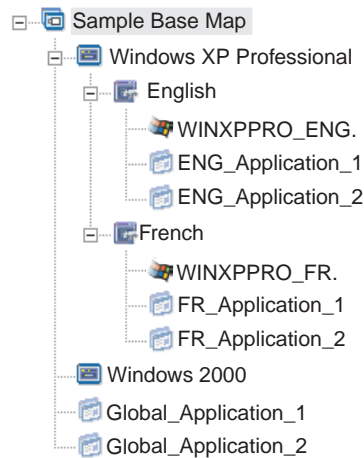 Sample Base Map
Windows XP Professional
English
WINXPPRO_ENG.
ENG_Application_1
ENG_Application_2
French
WINXPPRO_FR.
FR_Application_1
FR_Application_2
Windows 2000
Global_Application_1
Global_Application_2